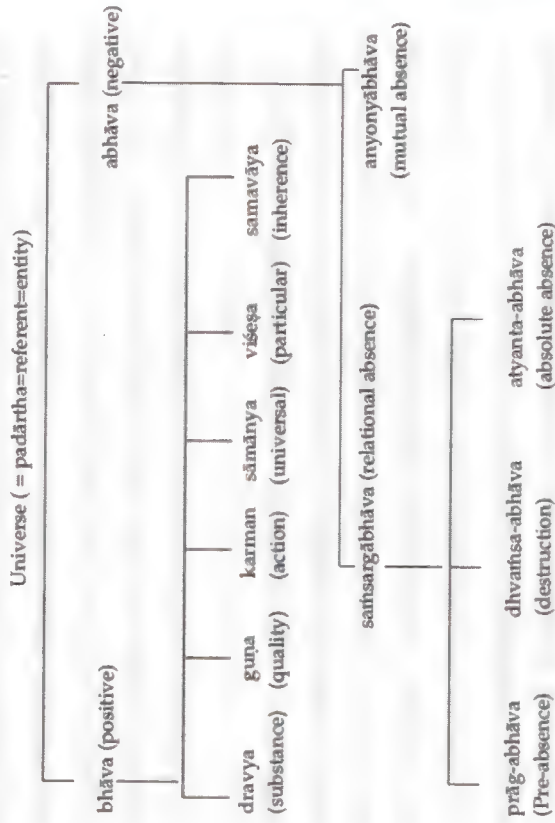 Universe ( = padārtha=referent=entity)
bhāva (positive) abhāva (negative)
dravya guṇa karman sāmānya viśeṣa samavāya
(substance) (quality) (action) (universal) (particular) (inherence)
saṁsargābhāva (relational absence) anyonyābhāva
(mutual absence)
prāg-abhāva dhvaṁsa-abhāva atyanta-abhāva
(Pre-absence) (destruction) (absolute absence)